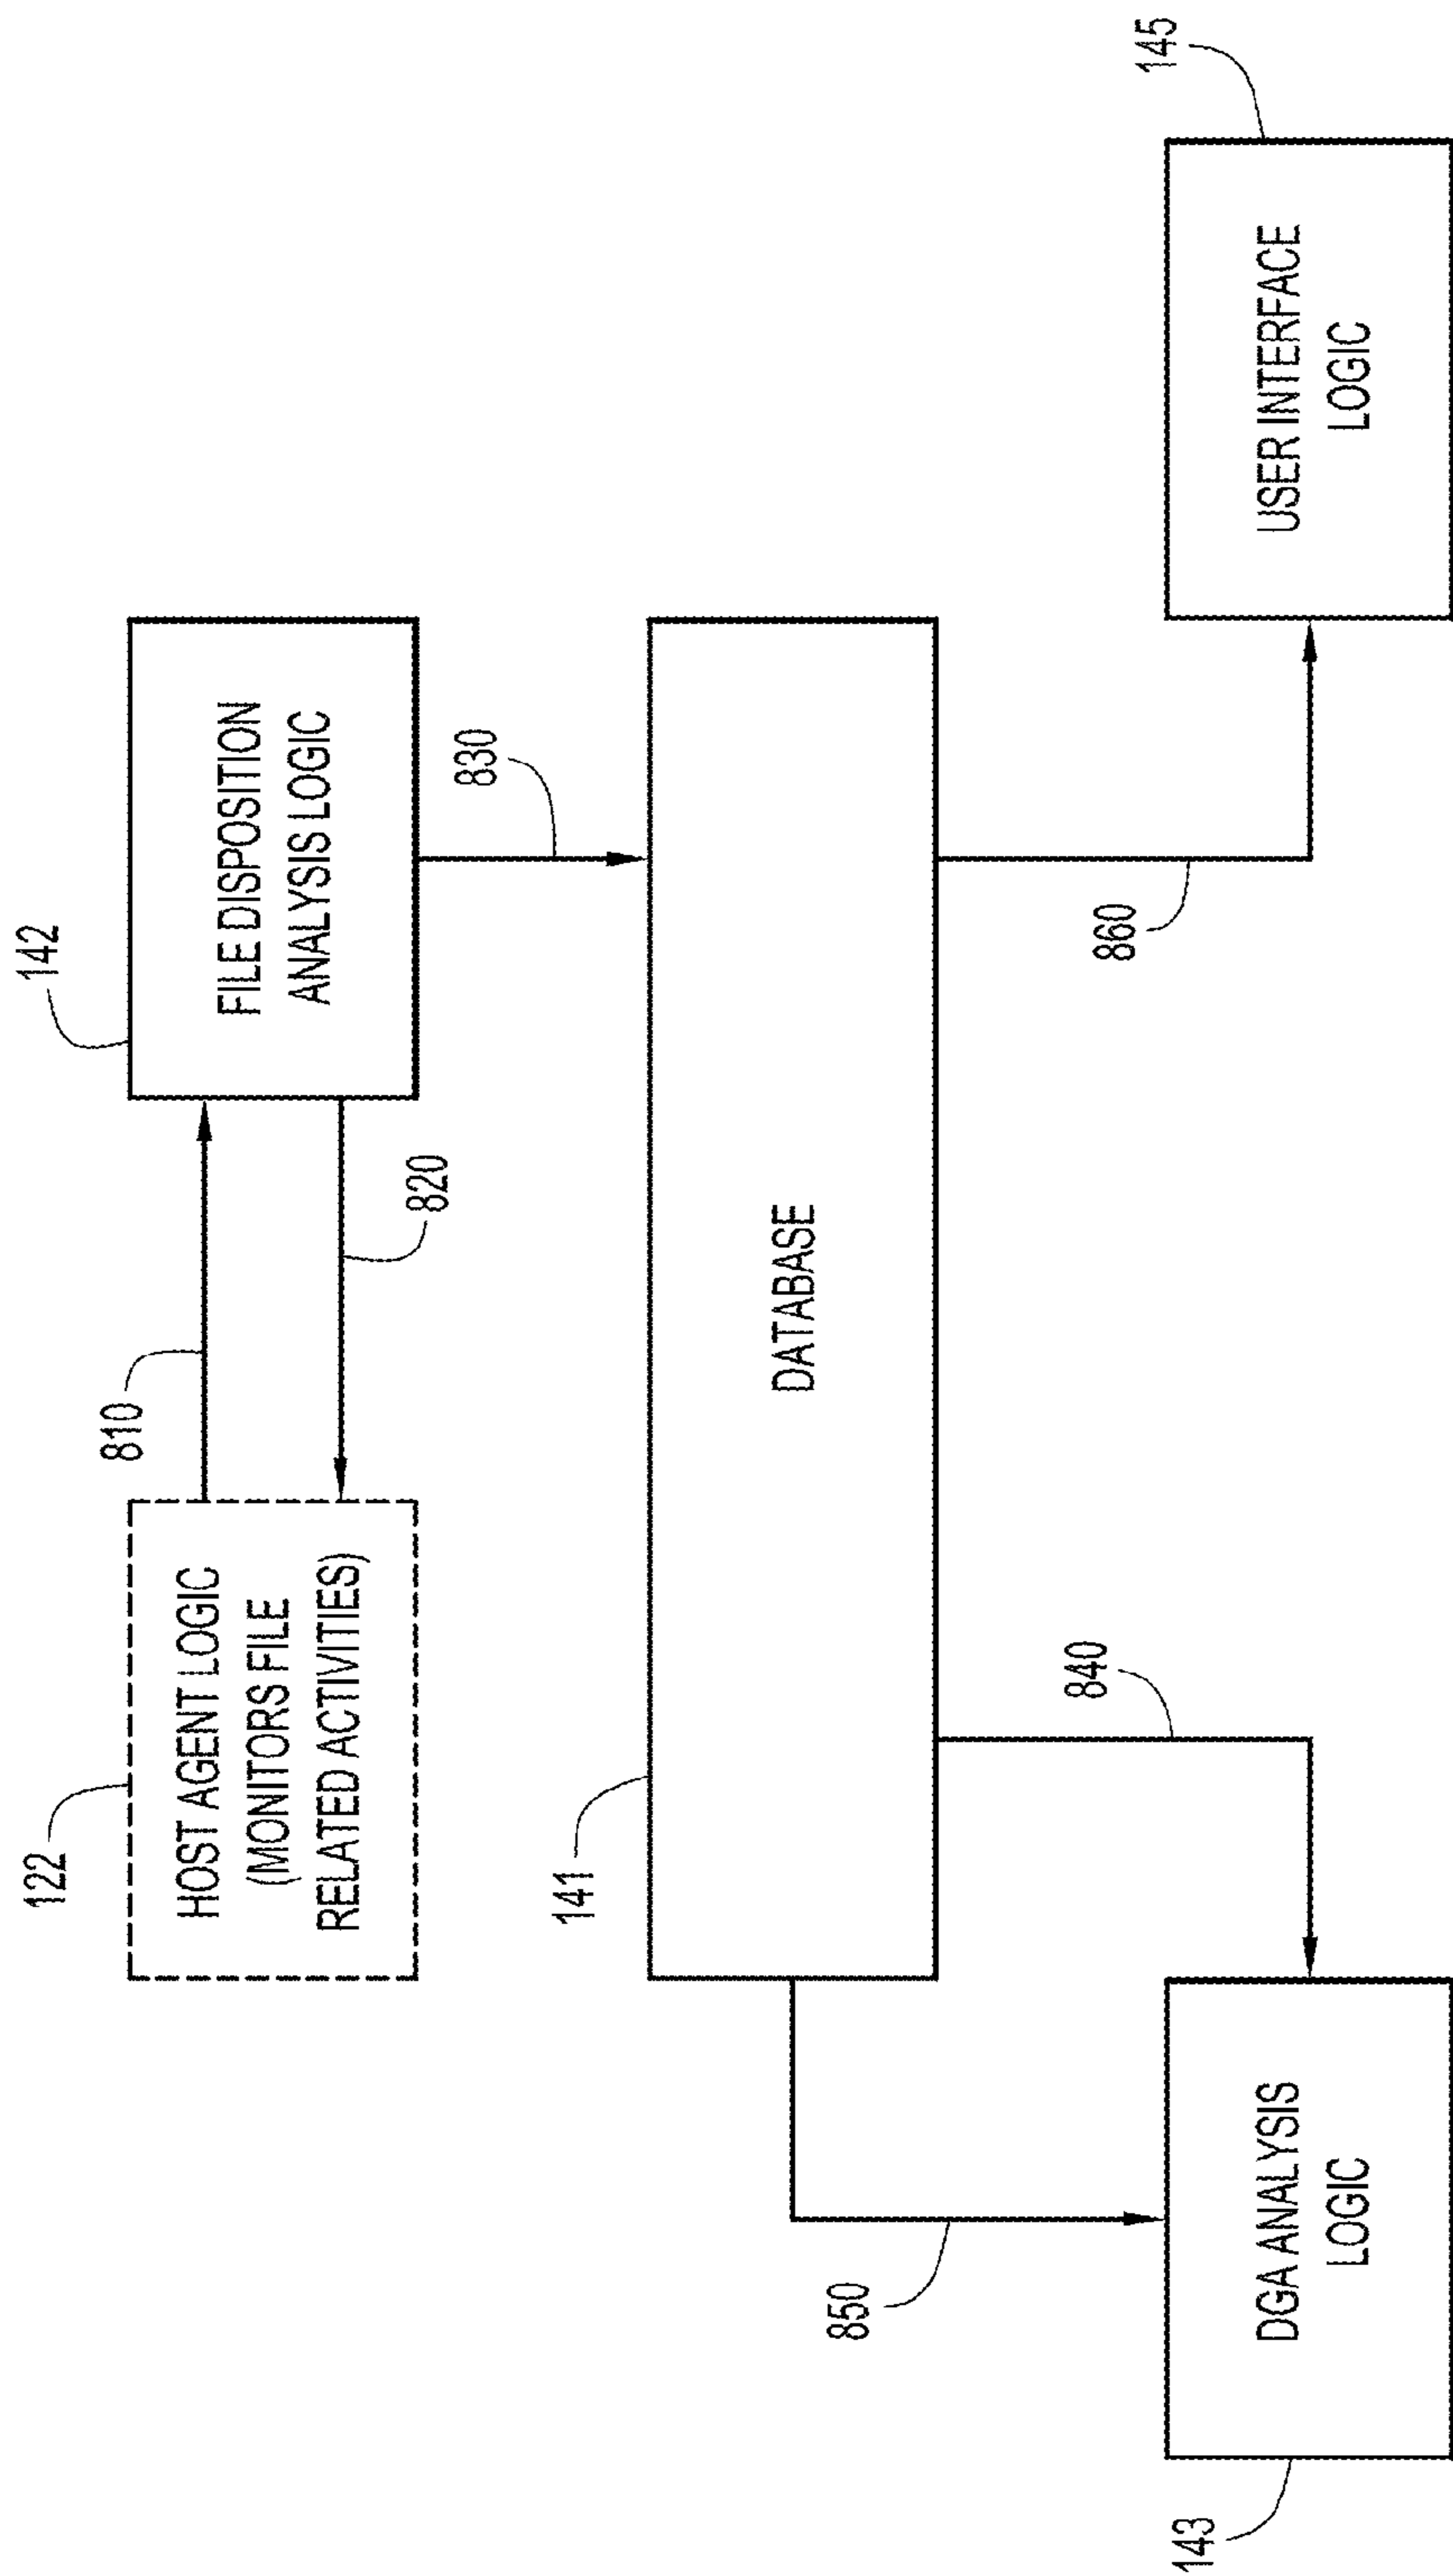 122
HOST AGENT LOGIC
(MONITORS FILE
RELATED ACTIVITIES)
810
820
142
FILE DISPOSITION
ANALYSIS LOGIC
830
141
DATABASE
850
840
860
143
DGA ANALYSIS
LOGIC
145
USER INTERFACE
LOGIC